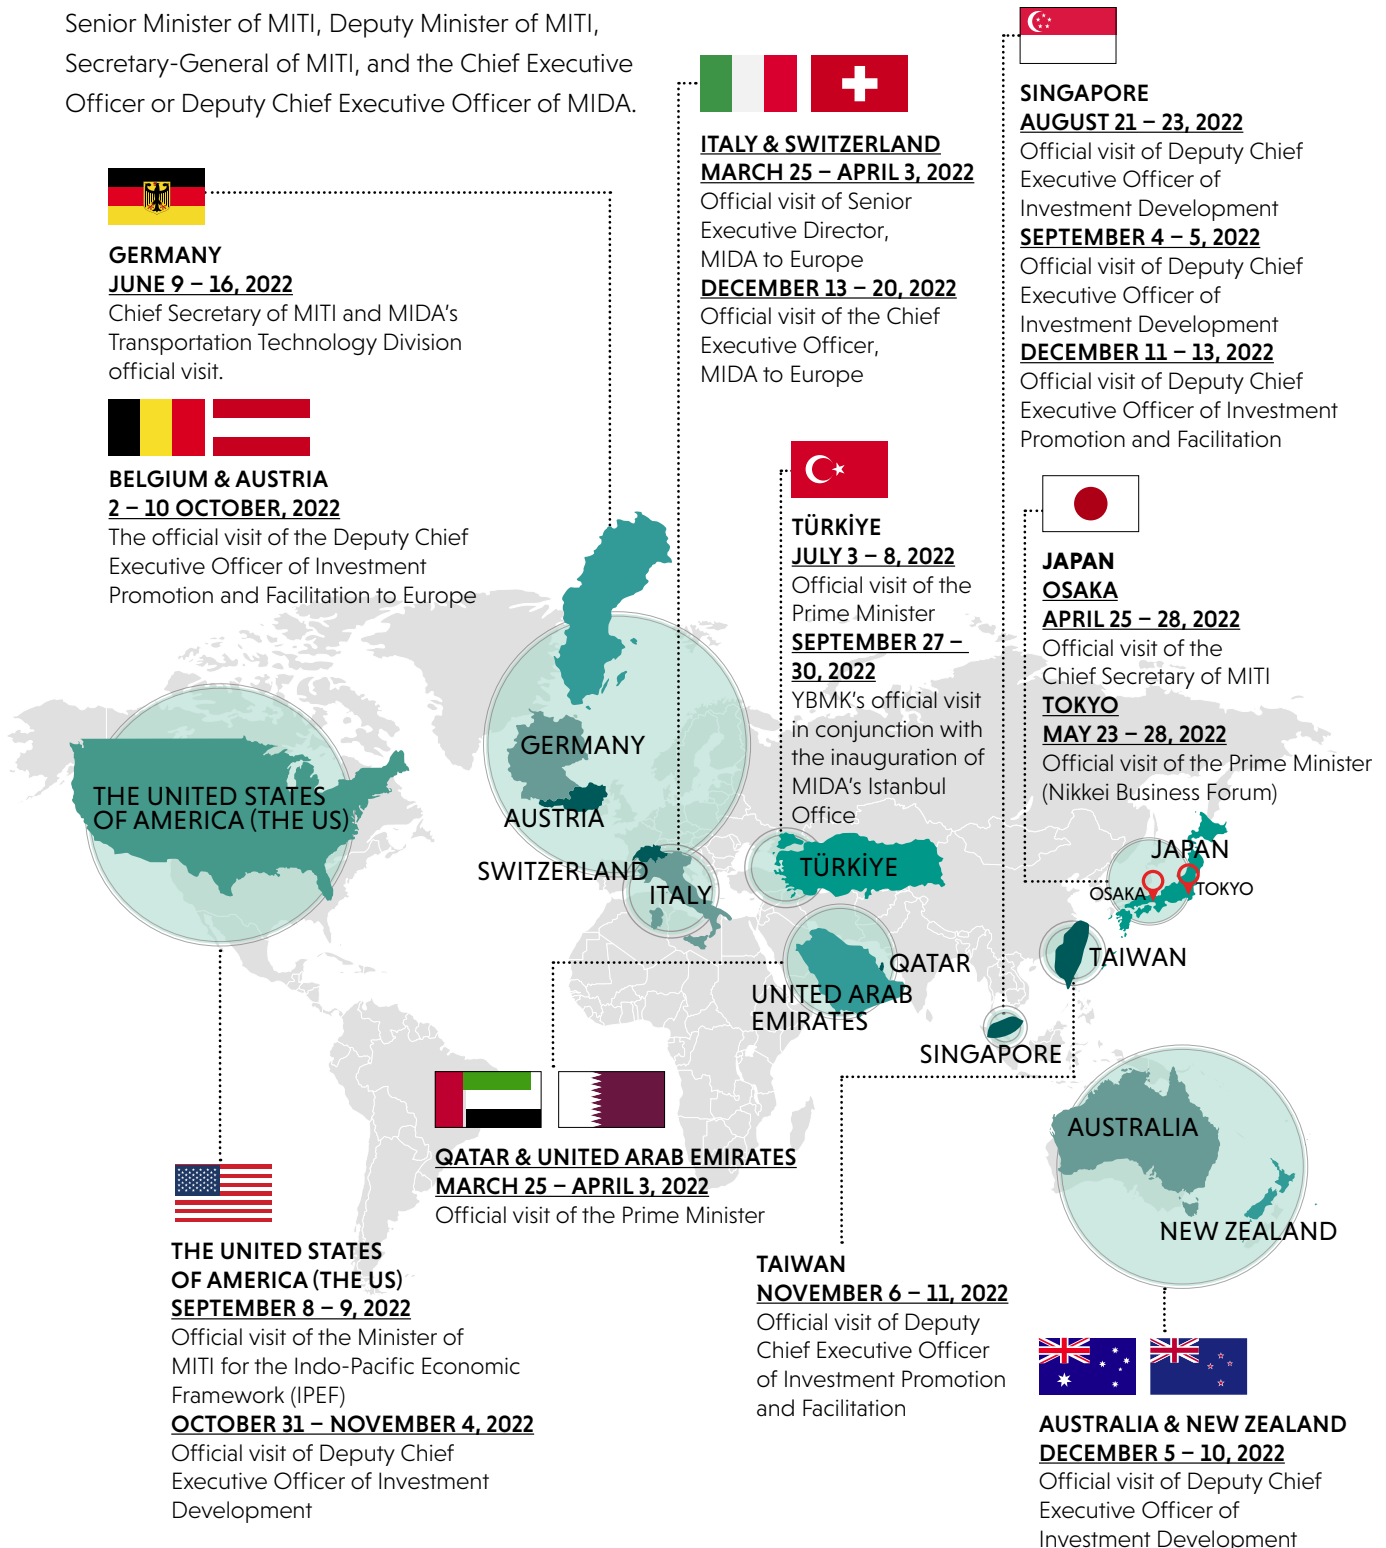 Senior Minister of MITI, Deputy Minister of MITI,
Secretary-General of MITI, and the Chief Executive
Officer or Deputy Chief Executive Officer of MIDA.
GERMANY
JUNE 9 – 16, 2022
Chief Secretary of MITI and MIDA's
Transportation Technology Division
official visit.
BELGIUM & AUSTRIA
2 – 10 OCTOBER, 2022
The official visit of the Deputy Chief
Executive Officer of Investment
Promotion and Facilitation to Europe
ITALY & SWITZERLAND
MARCH 25 – APRIL 3, 2022
Official visit of Senior
Executive Director,
MIDA to Europe
DECEMBER 13 – 20, 2022
Official visit of the Chief
Executive Officer,
MIDA to Europe
SINGAPORE
AUGUST 21 – 23, 2022
Official visit of Deputy Chief
Executive Officer of
Investment Development
SEPTEMBER 4 – 5, 2022
Official visit of Deputy Chief
Executive Officer of
Investment Development
DECEMBER 11 – 13, 2022
Official visit of Deputy Chief
Executive Officer of Investment
Promotion and Facilitation
TÜRKİYE
JULY 3 – 8, 2022
Official visit of the
Prime Minister
SEPTEMBER 27 –
30, 2022
YBMK's official visit
in conjunction with
the inauguration of
MIDA's Istanbul
Office
JAPAN
OSAKA
APRIL 25 – 28, 2022
Official visit of the
Chief Secretary of MITI
TOKYO
MAY 23 – 28, 2022
Official visit of the Prime Minister
(Nikkei Business Forum)
THE UNITED STATES
OF AMERICA (THE US)
GERMANY
AUSTRIA
SWITZERLAND
ITALY
TÜRKİYE
JAPAN
OSAKA
TOKYO
QATAR
UNITED ARAB
EMIRATES
TAIWAN
SINGAPORE
AUSTRALIA
NEW ZEALAND
QATAR & UNITED ARAB EMIRATES
MARCH 25 – APRIL 3, 2022
Official visit of the Prime Minister
THE UNITED STATES
OF AMERICA (THE US)
SEPTEMBER 8 – 9, 2022
Official visit of the Minister of
MITI for the Indo-Pacific Economic
Framework (IPEF)
OCTOBER 31 – NOVEMBER 4, 2022
Official visit of Deputy Chief
Executive Officer of Investment
Development
TAIWAN
NOVEMBER 6 – 11, 2022
Official visit of Deputy
Chief Executive Officer
of Investment Promotion
and Facilitation
AUSTRALIA & NEW ZEALAND
DECEMBER 5 – 10, 2022
Official visit of Deputy Chief
Executive Officer of
Investment Development